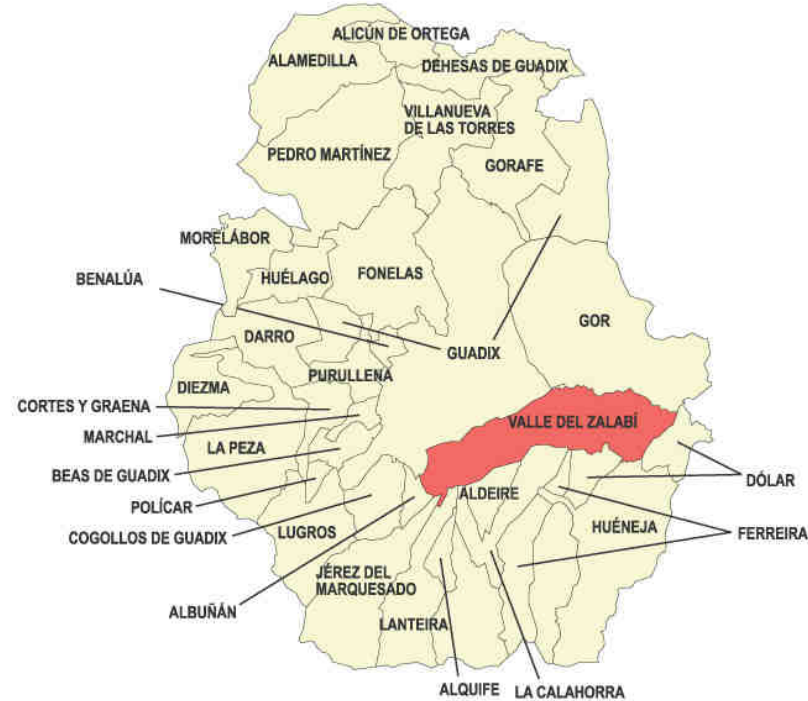 ALICÚN DE ORTEGA
ALAMEDILLA
DEHESAS DE GUADIX
VILLANUEVA
DE LAS TORRES
PEDRO MARTÍNEZ
GORAFE
MORELÁBOR
BENALÚA
HUÉLAGO
FONELAS
GOR
DARRO
GUADIX
PURULLENA
DIEZMA
CORTES Y GRAENA
VALLE DEL ZALABÍ
MARCHAL
LA PEZA
BEAS DE GUADIX
DÓLAR
POLÍCAR
ALDEIRE
COGOLLOS DE GUADIX
LUGROS
HUÉNEJA
FERREIRA
JÉREZ DEL
MARQUESADO
ALBUÑÁN
LANTEIRA
ALQUIFE
LA CALAHORRA